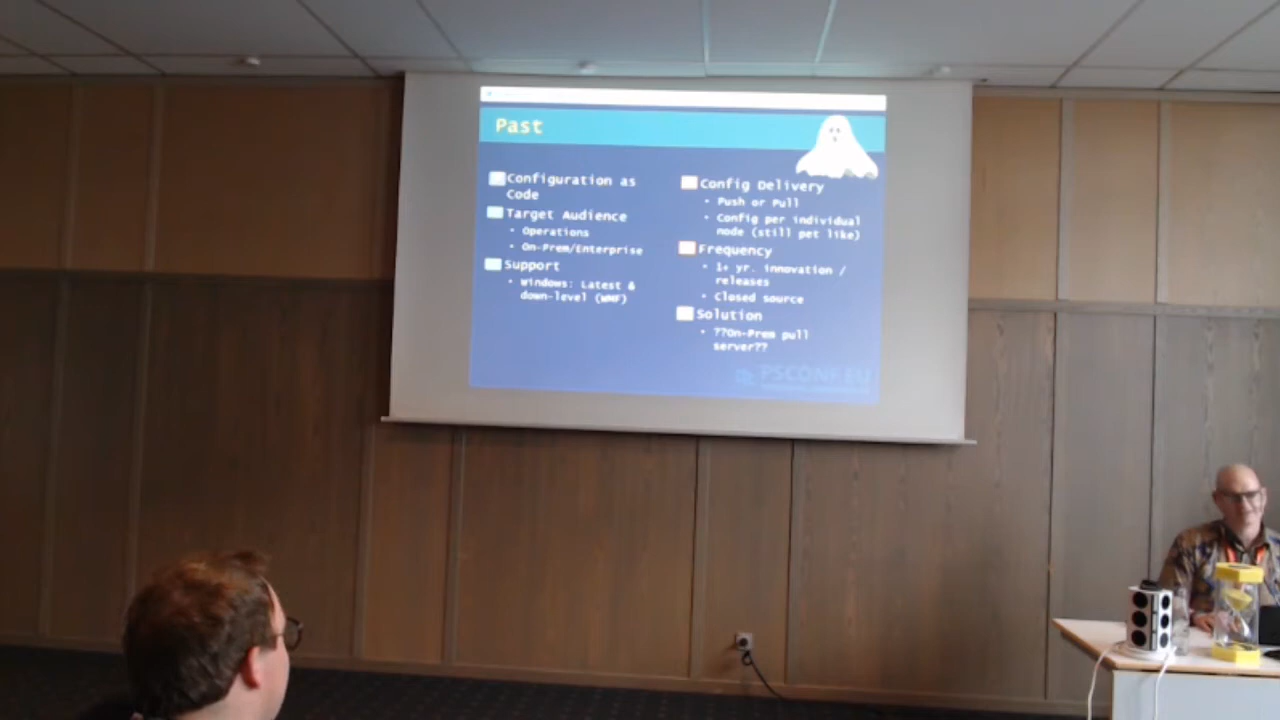 Past
Configuration as
Code
Target Audience
• Operations
• On-Prem/Enterprise
Support
• Windows: Latest &
down-level (WMF)
Config Delivery
• Push or Pull
• Config per individual
node (still pet like)
Frequency
• 1+ yr. innovation /
releases
• Closed source
Solution
• ??On-Prem pull
server??
PSCONF.EU